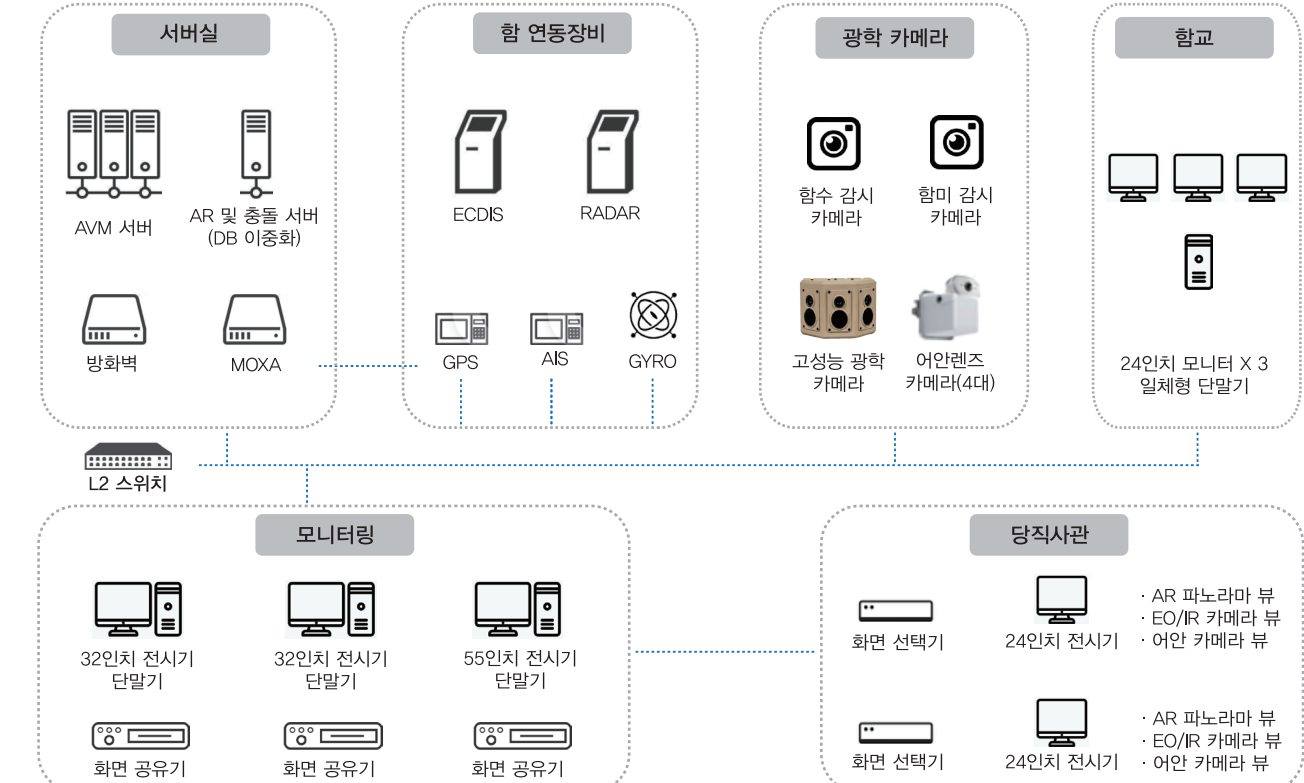 서버실
AVM 서버
AR 및 충돌 서버
(DB 이중화)
방화벽
MOXA
함 연동장비
ECDIS
RADAR
GPS
AIS
GYRO
광학 카메라
함수 감시
카메라
함미 감시
카메라
고성능 광학
카메라
어안렌즈
카메라(4대)
함교
24인치 모니터 X 3
일체형 단말기
L2 스위치
모니터링
32인치 전시기
단말기
32인치 전시기
단말기
55인치 전시기
단말기
화면 공유기
화면 공유기
화면 공유기
당직사관
화면 선택기
24인치 전시기
· AR 파노라마 뷰
· EO/IR 카메라 뷰
· 어안 카메라 뷰
화면 선택기
24인치 전시기
· AR 파노라마 뷰
· EO/IR 카메라 뷰
· 어안 카메라 뷰